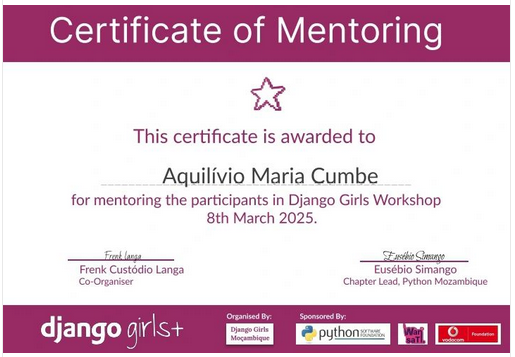 Certificate of Mentoring
This certificate is awarded to
Aquilívio Maria Cumbe
for mentoring the participants in Django Girls Workshop
8th March 2025.
Frenk langa
Eusébio Simango
Frenk Custódio Langa
Eusébio Simango
Co-Organiser
Chapter Lead, Python Mozambique
django girls+
Organised By:
Django Girls
Moçambique
Sponsored By:
python SOFTWARE
FOUNDATION
Wan
saTI
vodacom
Foundation